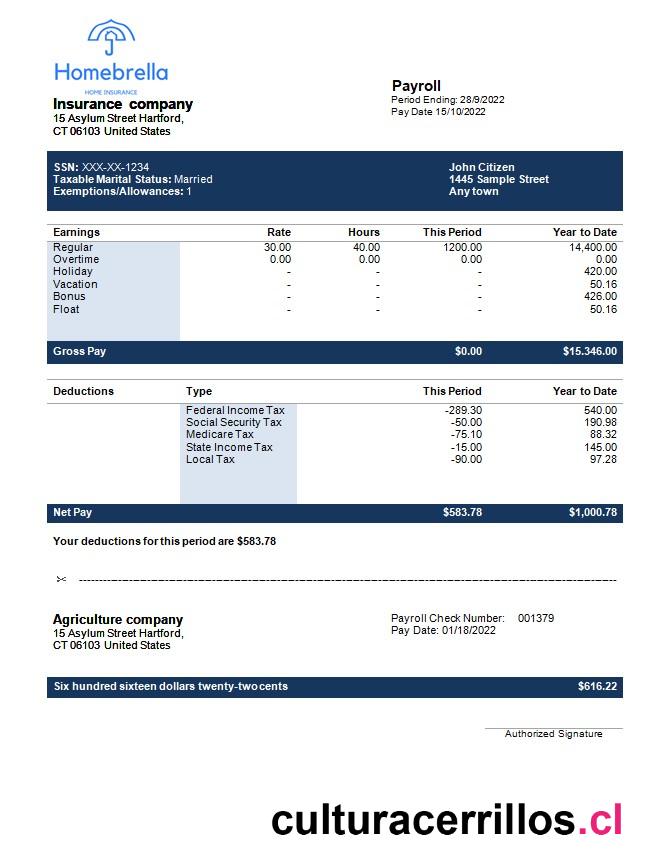 Homebrella
HOME INSURANCE
Insurance company
15 Asylum Street Hartford,
CT 06103 United States
Payroll
Period Ending: 28/9/2022
Pay Date 15/10/2022
SSN: XXX-XX-1234
Taxable Marital Status: Married
Exemptions/Allowances: 1
John Citizen
1445 Sample Street
Any town
Earnings Rate Hours This Period Year to Date
Regular 30.00 40.00 1200.00 14,400.00
Overtime 0.00 0.00 0.00 0.00
Holiday - - - 420.00
Vacation - - - 50.16
Bonus - - - 426.00
Float - - - 50.16
Gross Pay $0.00 $15.346.00
Deductions Type This Period Year to Date
Federal Income Tax -289.30 540.00
Social Security Tax -50.00 190.98
Medicare Tax -75.10 88.32
State Income Tax -15.00 145.00
Local Tax -90.00 97.28
Net Pay $583.78 $1,000.78
Your deductions for this period are $583.78
Agriculture company
15 Asylum Street Hartford,
CT 06103 United States
Payroll Check Number: 001379
Pay Date: 01/18/2022
Six hundred sixteen dollars twenty-two cents $616.22
Authorized Signature
culturacerrillos.cl